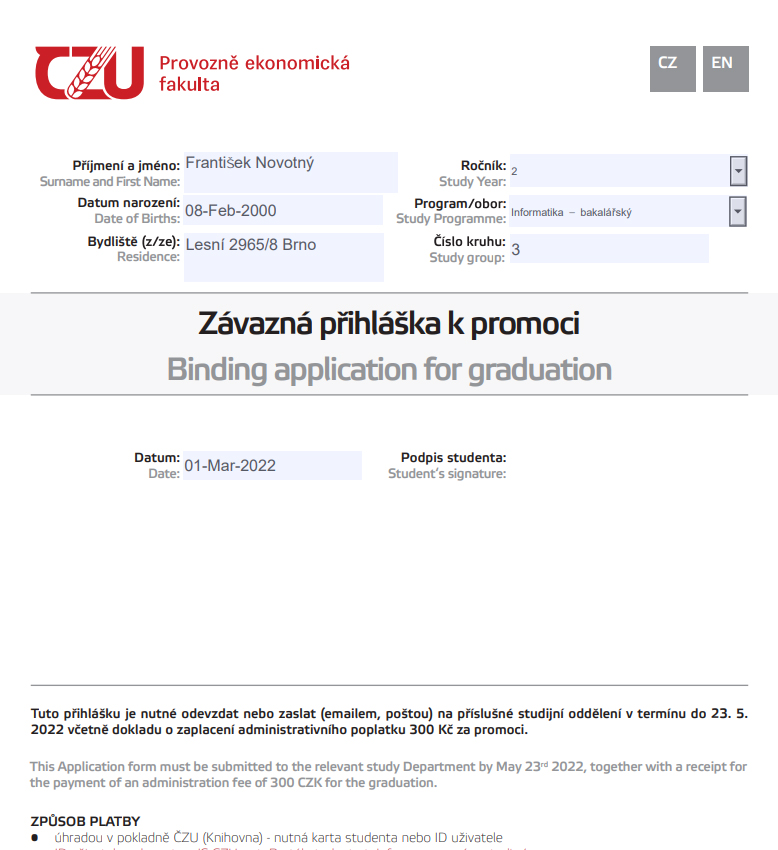 CZU Provozně ekonomická
fakulta
CZ EN
Příjmení a jméno: František Novotný
Surname and First Name:
Ročník: 2
Study Year:
Datum narození: 08-Feb-2000
Date of Births:
Program/obor: Informatika – bakalářský
Study Programme:
Bydliště (z/ze): Lesní 2965/8 Brno
Residence:
Číslo kruhu: 3
Study group:
Závazná přihláška k promoci
Binding application for graduation
Datum: 01-Mar-2022
Date:
Podpis studenta:
Student’s signature:
Tuto přihlášku je nutné odevzdat nebo zaslat (emailem, poštou) na příslušné studijní oddělení v termínu do 23. 5.
2022 včetně dokladu o zaplacení administrativního poplatku 300 Kč za promoci.
This Application form must be submitted to the relevant study Department by May 23rd 2022, together with a receipt for
the payment of an administration fee of 300 CZK for the graduation.
ZPŮSOB PLATBY
● úhradou v pokladně ČZU (Knihovna) - nutná karta studenta nebo ID uživatele